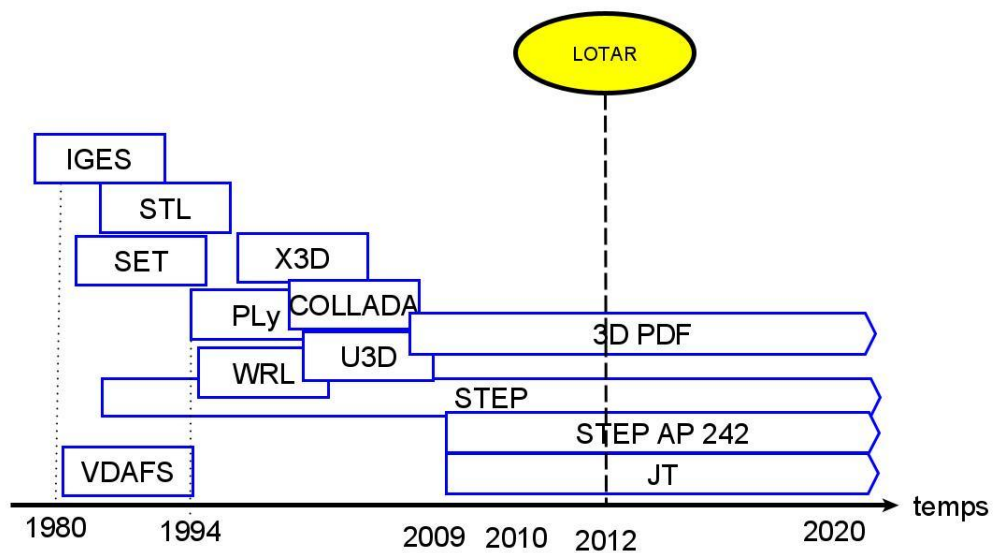 LOTAR
IGES
STL
SET
X3D
COLLADA
PLy
3D PDF
U3D
WRL
STEP
STEP AP 242
VDAFS
JT
temps
1980
1994
2009
2010
2012
2020